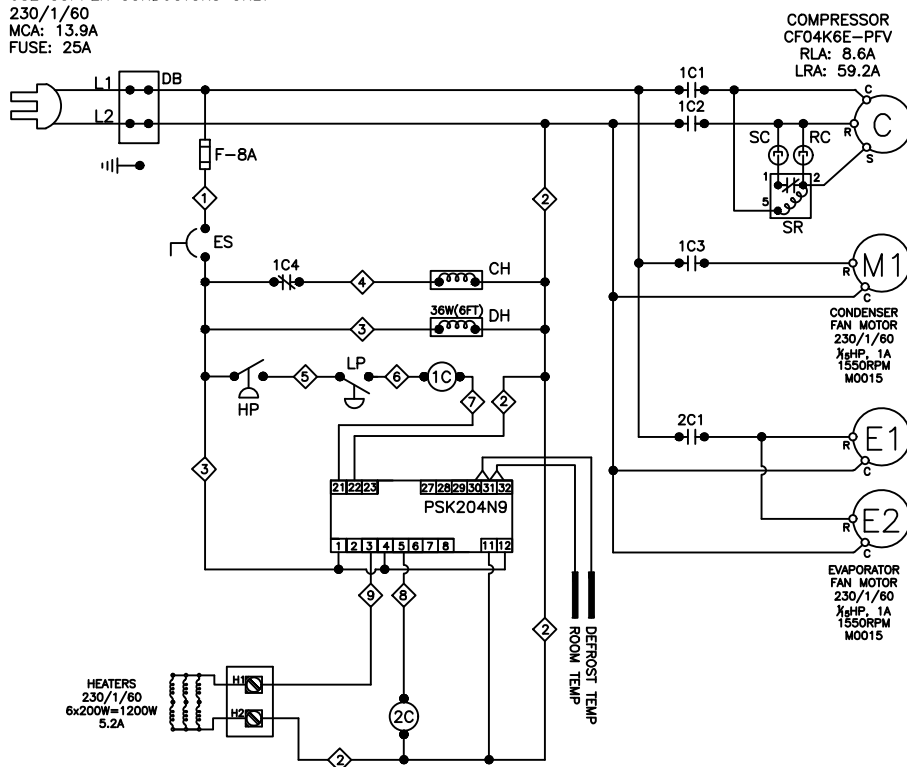 230/1/60
MCA: 13.9A
FUSE: 25A
COMPRESSOR
CF04K6E-PFV
RLA: 8.6A
LRA: 59.2A
L1
DB
1C1
C
L2
1C2
R
C
S
F-8A
SC
RC
1
2
5
SR
1
2
ES
1C4
4
CH
1C3
R
M1
C
36W(6FT)
DH
3
CONDENSER
FAN MOTOR
230/1/60
HP, 1A
1550RPM
M0015
HP
5
LP
6
1C
7
2
2C1
R
E1
C
3
21 22 23
27 28 29 30 31 32
PSK204N9
1 2 3 4 5 6 7 8
11 12
R
E2
C
EVAPORATOR
FAN MOTOR
230/1/60
HP, 1A
1550RPM
M0015
9
8
2
ROOM TEMP
DEFROST TEMP
HEATERS
230/1/60
6x200W=1200W
5.2A
H1
H2
2C
2